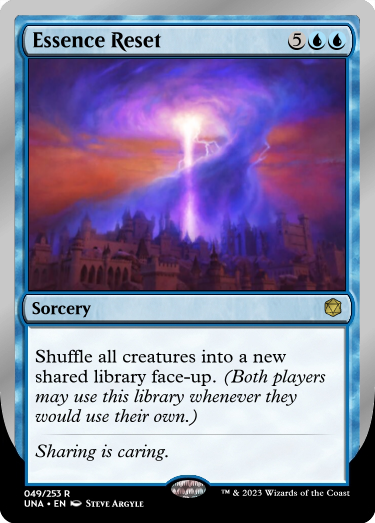 Essence Reset 5
Sorcery
Shuffle all creatures into a new
shared library face-up. (Both players
may use this library whenever they
would use their own.)
Sharing is caring.
049/253 R
UNA • EN Steve Argyle
™ & © 2023 Wizards of the Coast